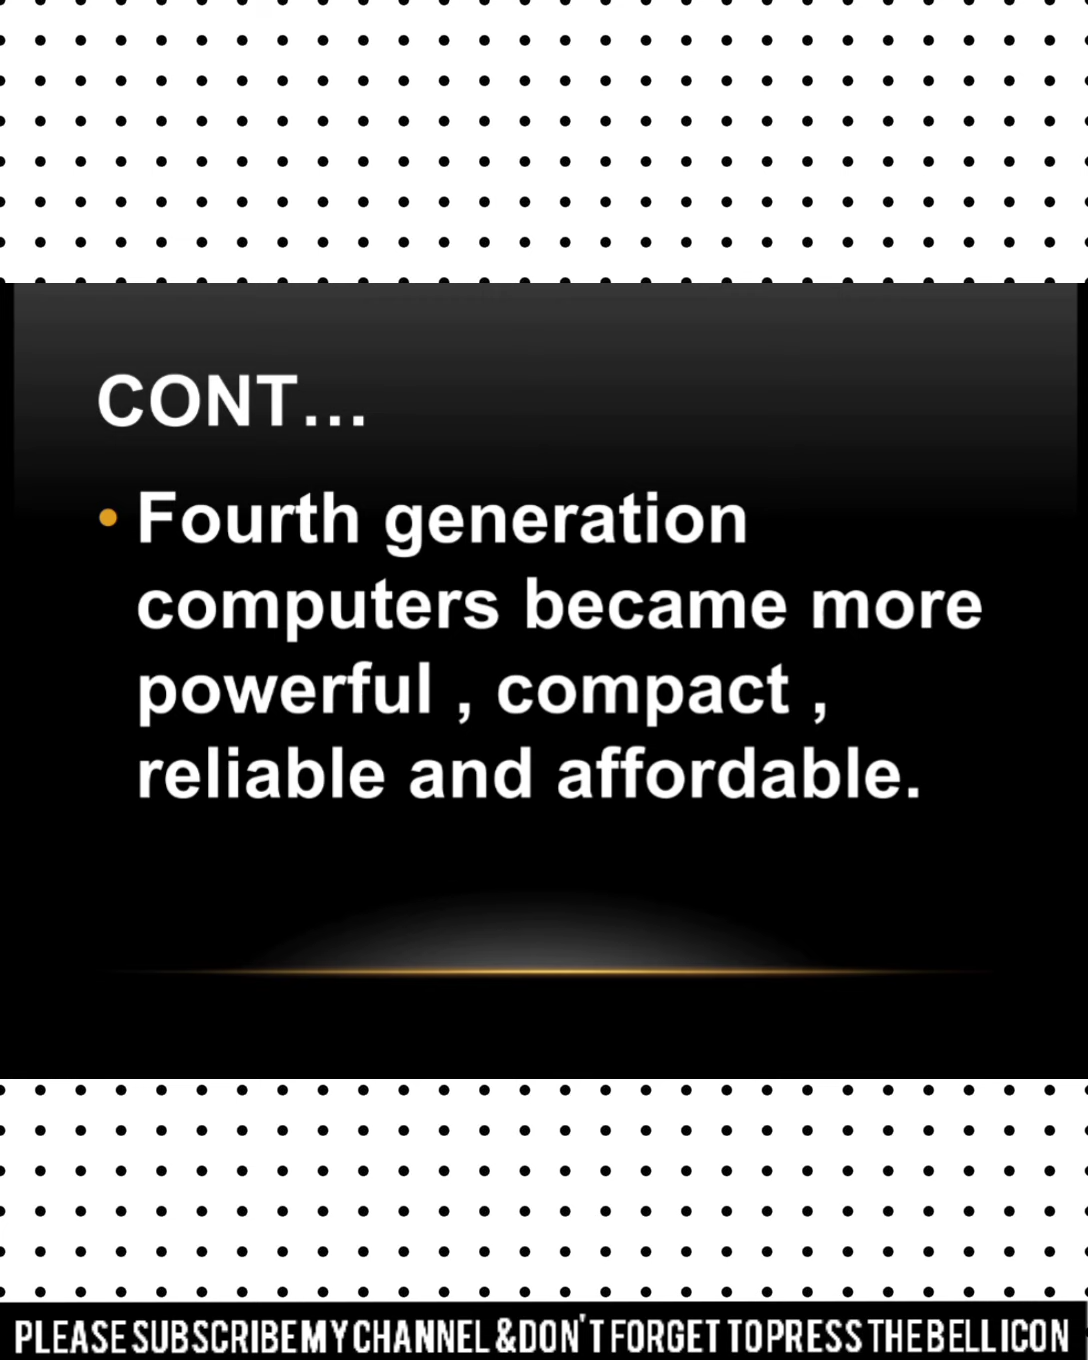 CONT...
• Fourth generation
computers became more
powerful , compact ,
reliable and affordable.
PLEASE SUBSCRIBE MY CHANNEL & DON'T FORGET TO PRESS THE BELL ICON